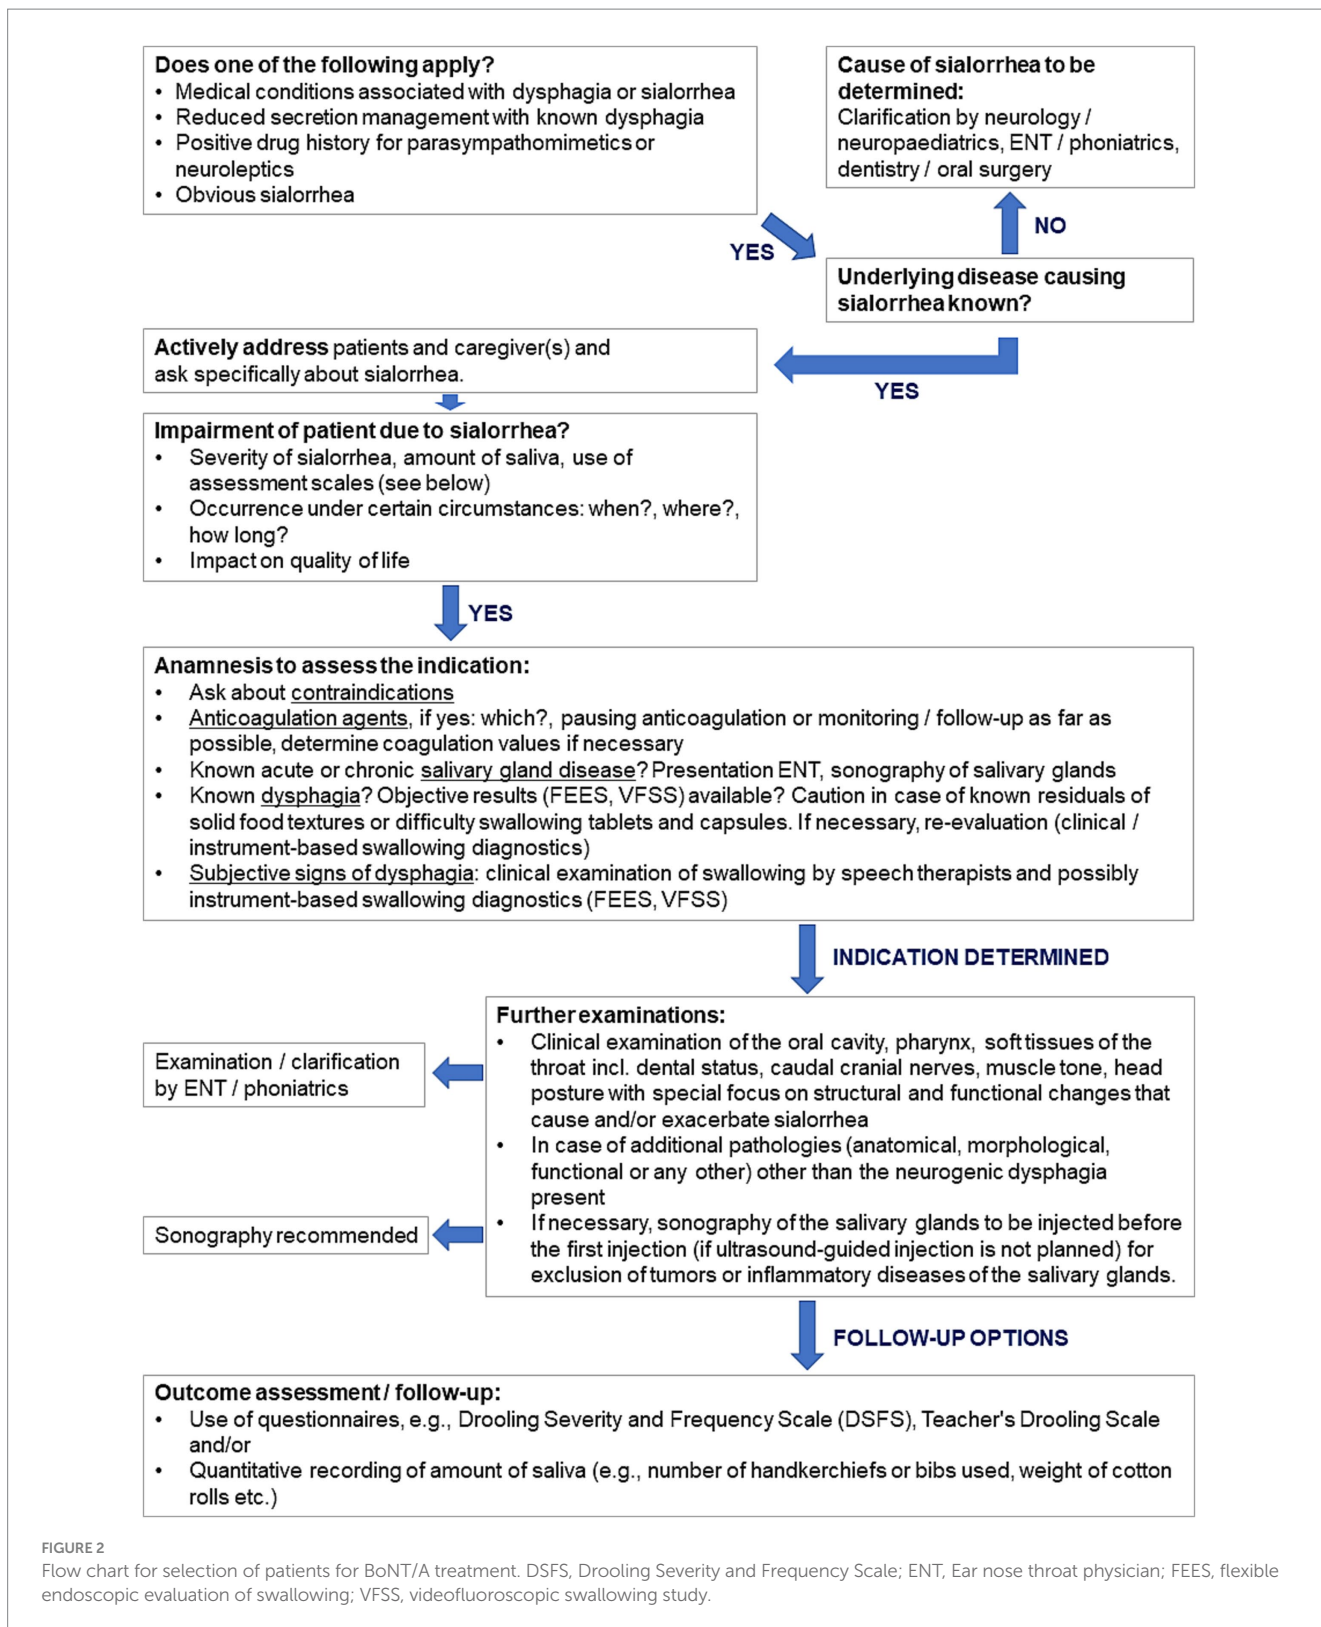 Does one of the following apply?
• Medical conditions associated with dysphagia or sialorrhea
• Reduced secretion management with known dysphagia
• Positive drug history for parasympathomimetics or
neuroleptics
• Obvious sialorrhea
Cause of sialorrhea to be
determined:
Clarification by neurology /
neuropaediatrics, ENT / phoniatrics,
dentistry / oral surgery
NO
YES
Underlying disease causing
sialorrhea known?
Actively address patients and caregiver(s) and
ask specifically about sialorrhea.
YES
Impairment of patient due to sialorrhea?
• Severity of sialorrhea, amount of saliva, use of
assessment scales (see below)
• Occurrence under certain circumstances: when?, where?,
how long?
• Impact on quality of life
YES
Anamnesis to assess the indication:
• Ask about contraindications
• Anticoagulation agents, if yes: which?, pausing anticoagulation or monitoring / follow-up as far as
possible, determine coagulation values if necessary
• Known acute or chronic salivary gland disease? Presentation ENT, sonography of salivary glands
• Known dysphagia? Objective results (FEES, VFSS) available? Caution in case of known residuals of
solid food textures or difficulty swallowing tablets and capsules. If necessary, re-evaluation (clinical /
instrument-based swallowing diagnostics)
• Subjective signs of dysphagia: clinical examination of swallowing by speech therapists and possibly
instrument-based swallowing diagnostics (FEES, VFSS)
INDICATION DETERMINED
Further examinations:
• Clinical examination of the oral cavity, pharynx, soft tissues of the
throat incl. dental status, caudal cranial nerves, muscle tone, head
posture with special focus on structural and functional changes that
cause and/or exacerbate sialorrhea
• In case of additional pathologies (anatomical, morphological,
functional or any other) other than the neurogenic dysphagia
present
• If necessary, sonography of the salivary glands to be injected before
the first injection (if ultrasound-guided injection is not planned) for
exclusion of tumors or inflammatory diseases of the salivary glands.
Examination / clarification
by ENT / phoniatrics
Sonography recommended
FOLLOW-UP OPTIONS
Outcome assessment / follow-up:
• Use of questionnaires, e.g., Drooling Severity and Frequency Scale (DSFS), Teacher's Drooling Scale
and/or
• Quantitative recording of amount of saliva (e.g., number of handkerchiefs or bibs used, weight of cotton
rolls etc.)
FIGURE 2
Flow chart for selection of patients for BoNT/A treatment. DSFS, Drooling Severity and Frequency Scale; ENT, Ear nose throat physician; FEES, flexible
endoscopic evaluation of swallowing; VFSS, videofluoroscopic swallowing study.